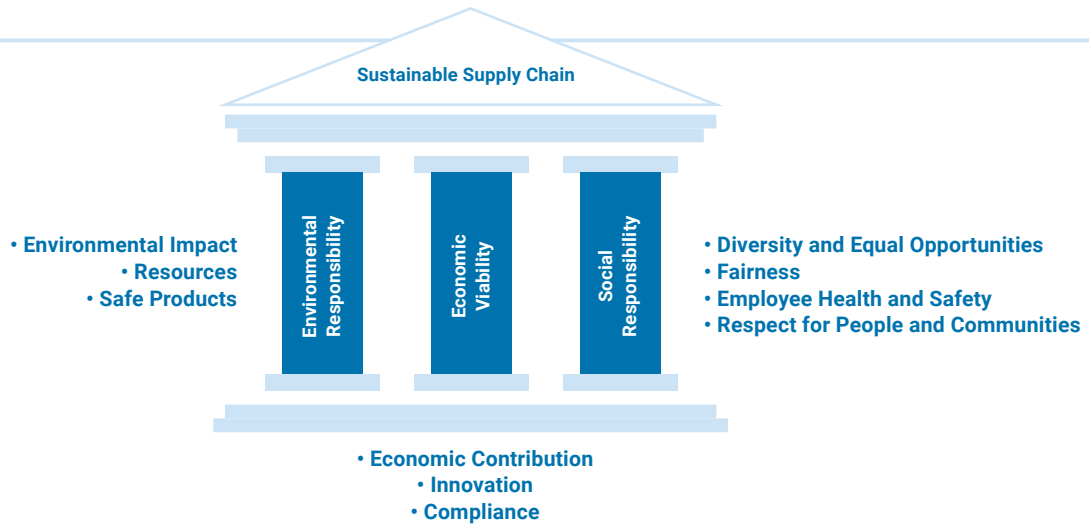 Sustainable Supply Chain
• Environmental Impact
• Resources
• Safe Products
Environmental
Responsibility
Economic
Viability
Social
Responsibility
• Diversity and Equal Opportunities
• Fairness
• Employee Health and Safety
• Respect for People and Communities
• Economic Contribution
• Innovation
• Compliance